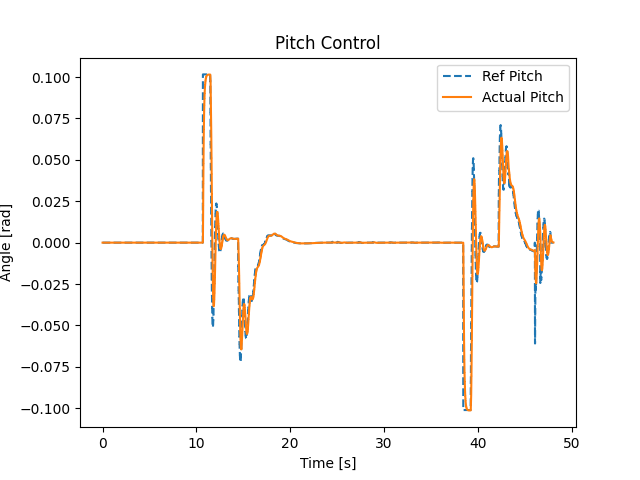 Pitch Control
Ref Pitch
Actual Pitch
0.100
0.075
0.050
0.025
0.000
−0.025
−0.050
−0.075
−0.100
Angle [rad]
0 10 20 30 40 50
Time [s]